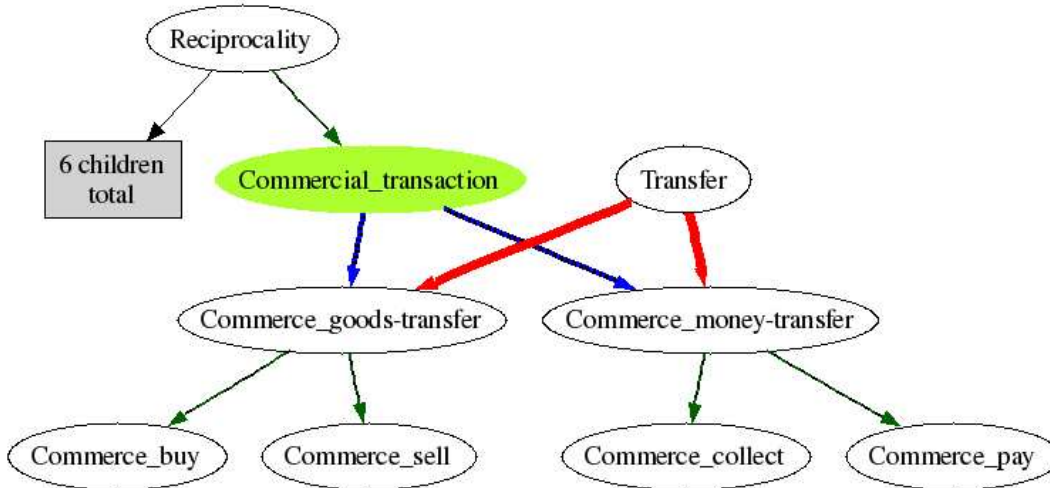 Reciprocality
6 children
total
Commercial_transaction
Transfer
Commerce_goods-transfer
Commerce_money-transfer
Commerce_buy
Commerce_sell
Commerce_collect
Commerce_pay